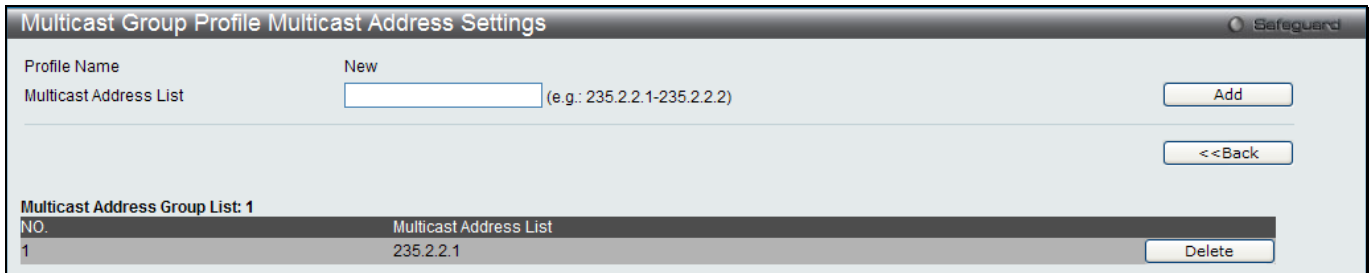 Multicast Group Profile Multicast Address Settings Safeguard
Profile Name New
Multicast Address List (e.g.: 235.2.2.1-235.2.2.2) Add
<<Back
Multicast Address Group List: 1
NO. Multicast Address List
1 235.2.2.1 Delete